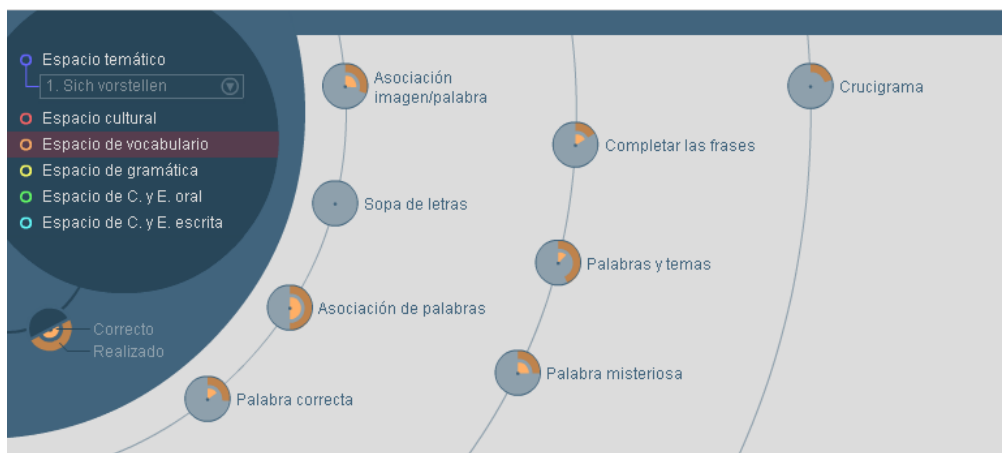 Espacio temático
1. Sich vorstellen
Espacio cultural
Espacio de vocabulario
Espacio de gramática
Espacio de C. y E. oral
Espacio de C. y E. escrita
Correcto
Realizado
Asociación
imagen/palabra
Sopa de letras
Asociación de palabras
Palabra correcta
Completar las frases
Palabras y temas
Palabra misteriosa
Crucigrama